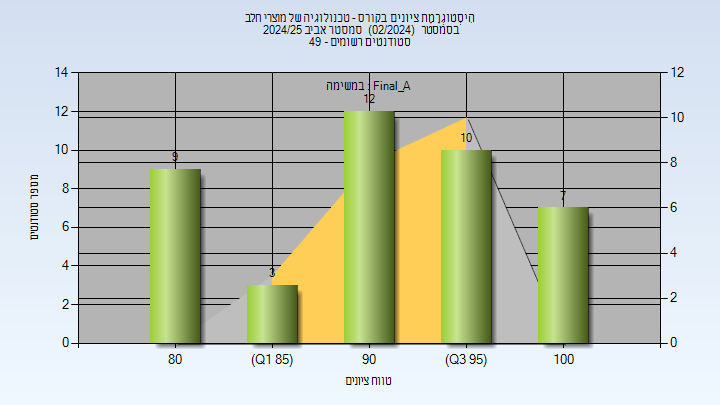 הִיסטוֹגרָמַת ציונים בקורס - טכנולוגיה של מוצרי חלב
בסמסטר (02/2024) סמסטר אביב 2024/25
סטודנטים רשומים - 49
במשימה : Final_A
מספר סטודנטים
14
12
10
8
6
4
2
0
12
10
8
6
4
2
0
9
3
12
10
7
80
(Q1 85)
90
(Q3 95)
100
טווח ציונים